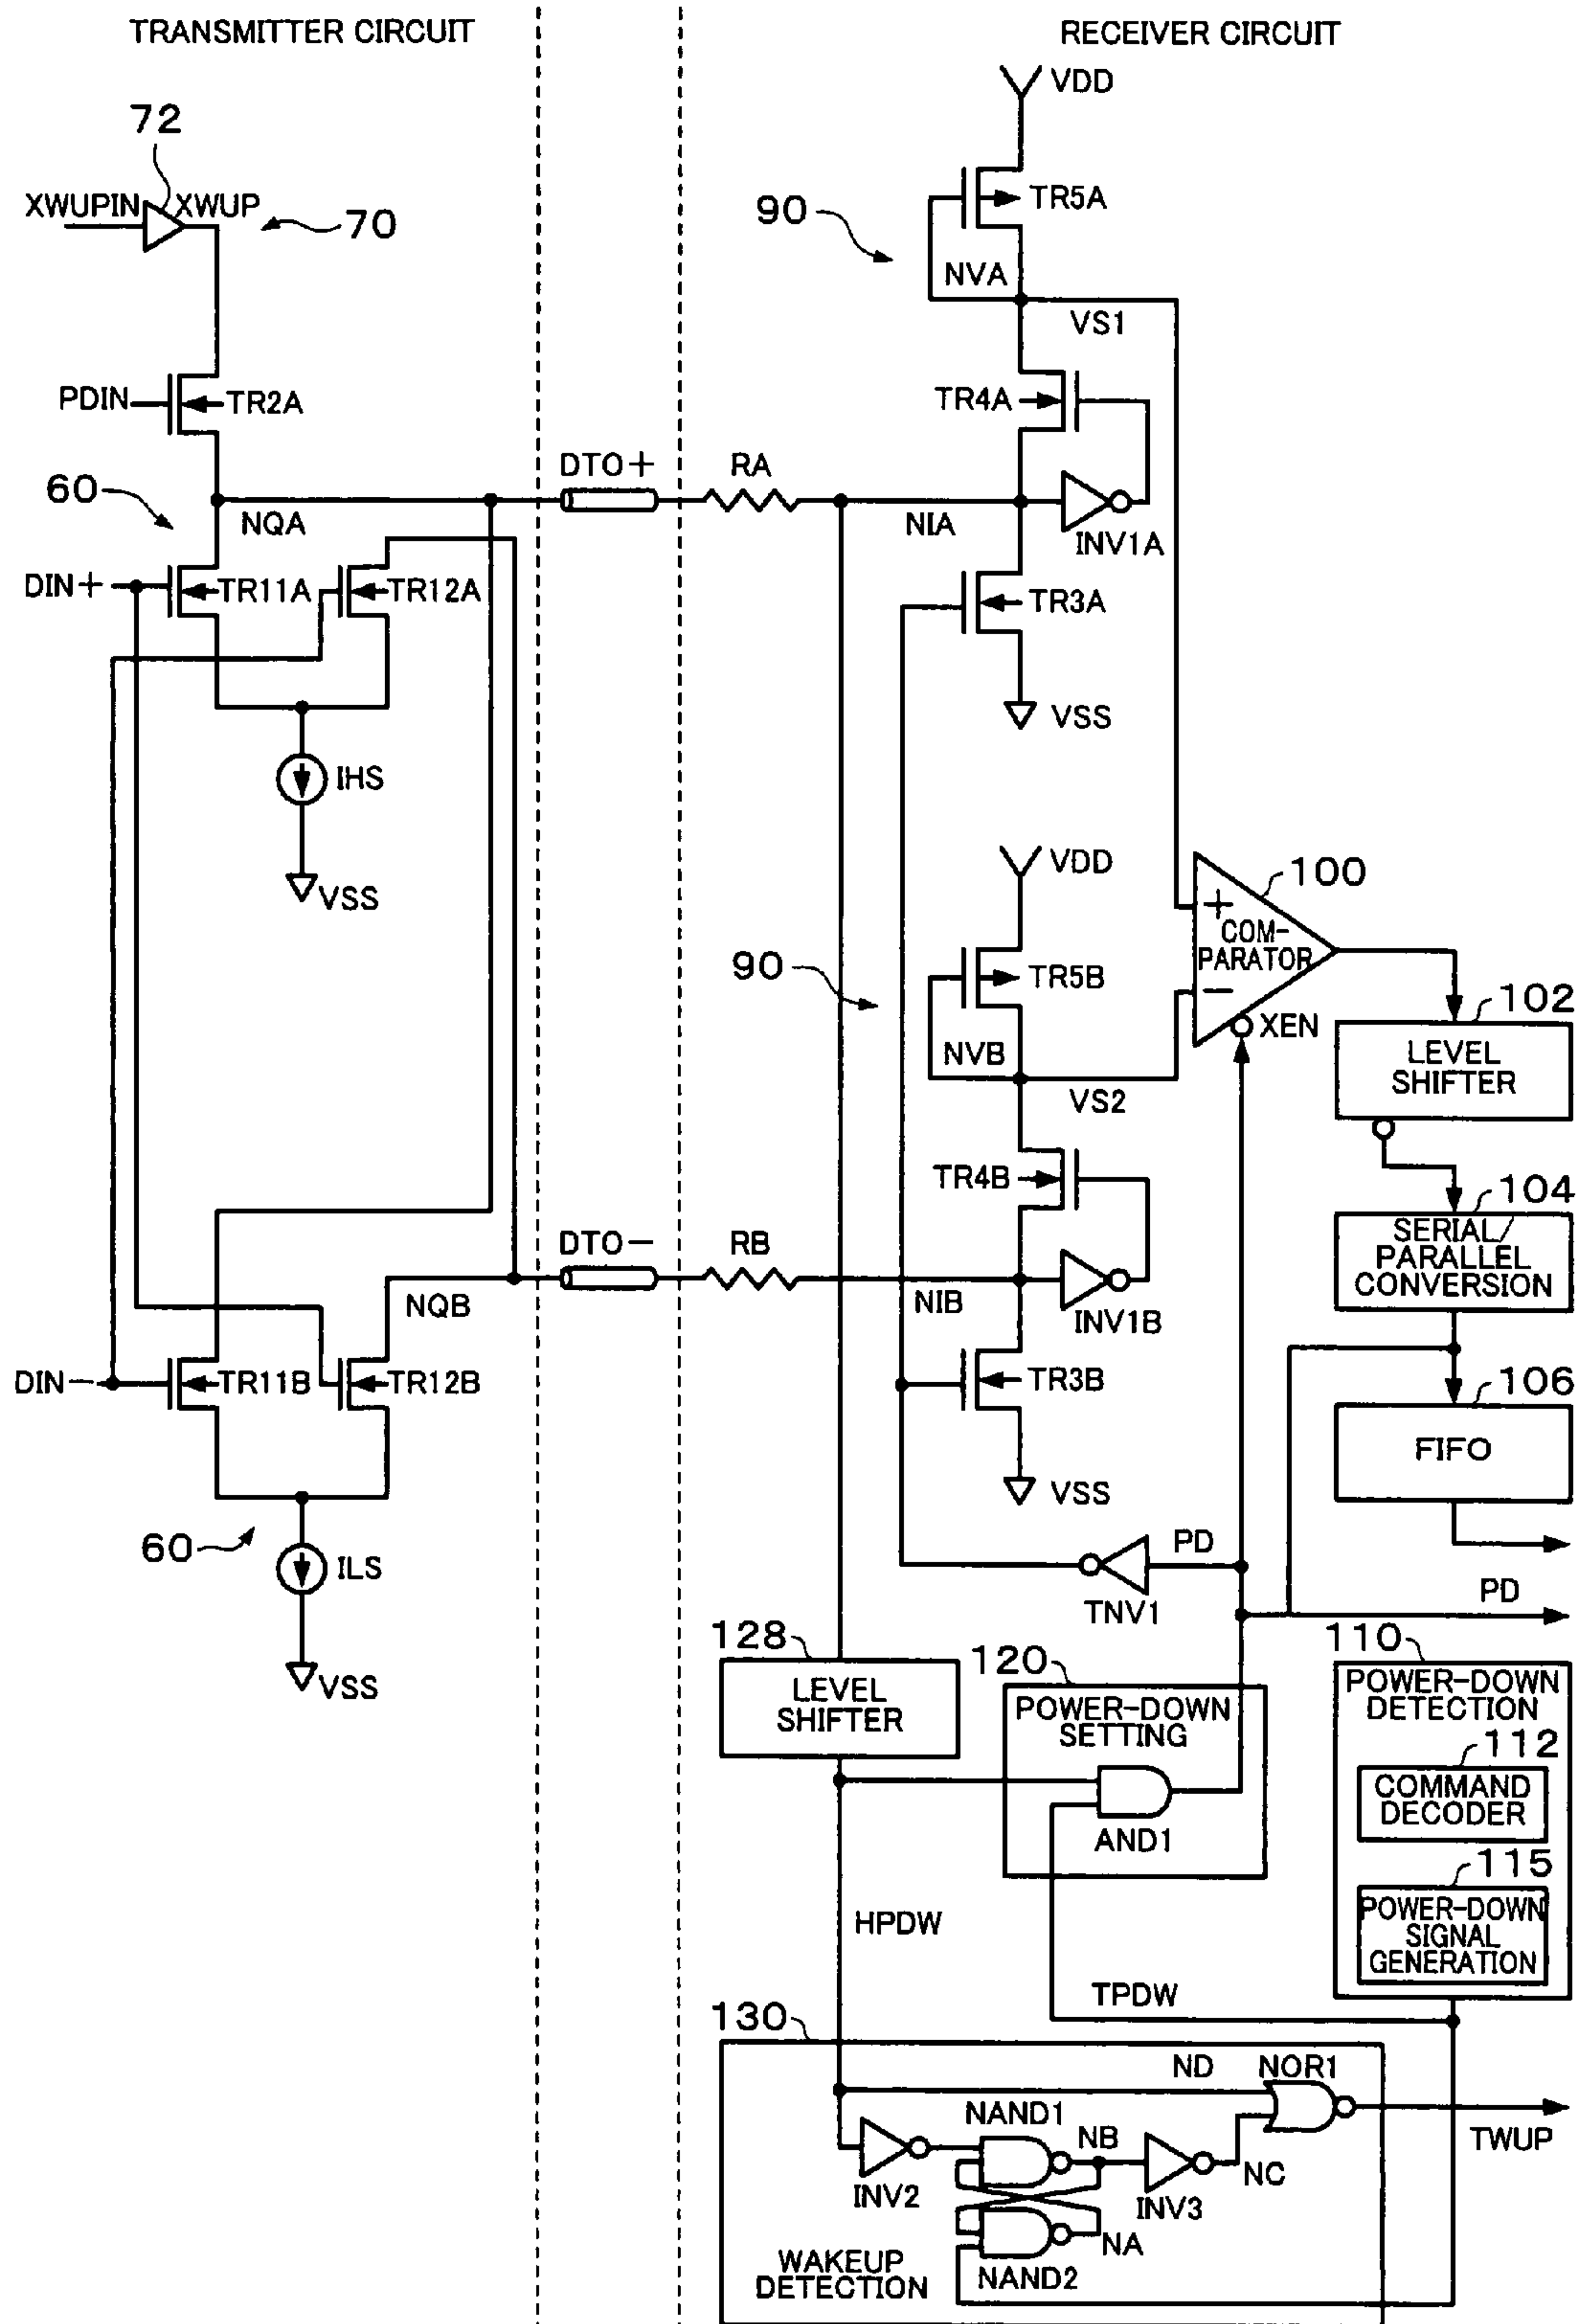 TRANSMITTER CIRCUIT
RECEIVER CIRCUIT
VDD
72
XWUPIN
XWUP
70
90
TR5A
NVA
VS1
PDIN
TR2A
TR4A
60
NQA
DTO+
RA
NIA
INV1A
DIN+
TR11A
TR12A
TR3A
VSS
IHS
VSS
VDD
100
+
COM-
PARATOR
−
90
TR5B
XEN
102
LEVEL
SHIFTER
NVB
VS2
TR4B
104
SERIAL/
PARALLEL
CONVERSION
DTO−
RB
NQB
NIB
INV1B
DIN−
TR11B
TR12B
TR3B
106
FIFO
VSS
60
ILS
PD
TNV1
PD
VSS
128
LEVEL
SHIFTER
120
POWER-DOWN
SETTING
AND1
110
POWER-DOWN
DETECTION
112
COMMAND
DECODER
115
POWER-DOWN
SIGNAL
GENERATION
HPDW
TPDW
130
ND
NOR1
NAND1
NB
TWUP
INV2
INV3
NC
NA
NAND2
WAKEUP
DETECTION